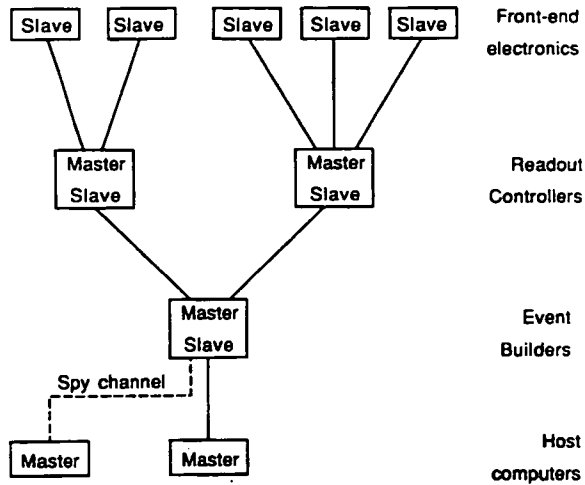 Slave Slave Slave Slave Slave Front-end
electronics
Master Master Readout
Slave Slave Controllers
Master Event
Slave Builders
Spy channel
Master Master Host
computers